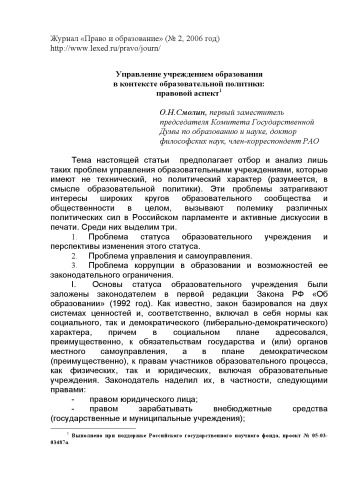 Журнал «Право и образование» (№ 2, 2006 год)
http://www.lexed.ru/pravo/journ/
Управление учреждением образования
в контексте образовательной политики:
правовой аспект¹
О.Н.Смолин, первый заместитель
председателя Комитета Государственной
Думы по образованию и науке, доктор
философских наук, член-корреспондент РАО
Тема настоящей статьи предполагает отбор и анализ лишь
таких проблем управления образовательными учреждениями, которые
имеют не технический, но политический характер (разумеется, в
смысле образовательной политики). Эти проблемы затрагивают
интересы широких кругов образовательного сообщества и
общественности в целом, вызывают полемику различных
политических сил в Российском парламенте и активные дискуссии в
печати. Среди них выделим три.
1. Проблема статуса образовательного учреждения и
перспективы изменения этого статуса.
2. Проблема управления и самоуправления.
3. Проблема коррупции в образовании и возможностей ее
законодательного ограничения.
I. Основы статуса образовательного учреждения были
заложены законодателем в первой редакции Закона РФ «Об
образовании» (1992 год). Как известно, закон базировался на двух
системах ценностей и, соответственно, включал в себя нормы как
социального, так и демократического (либерально-демократического)
характера, причем в социальном плане адресовался,
преимущественно, к обязательствам государства и (или) органов
местного самоуправления, а в плане демократическом
(преимущественно), к правам участников образовательного процесса,
как физических, так и юридических, включая образовательные
учреждения. Законодатель наделил их, в частности, следующими
правами:
- правом юридического лица;
- правом зарабатывать внебюджетные средства
(государственные и муниципальные учреждения);
¹ Выполнено при поддержке Российского государственного научного фонда, проект № 05-03-
03487а.